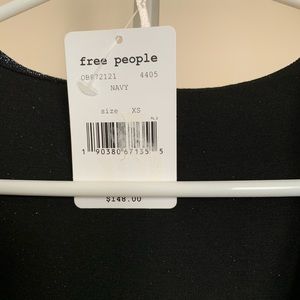 free people
OB872121 4405
NAVY
size XS
1 90380 67135 5
$148.00